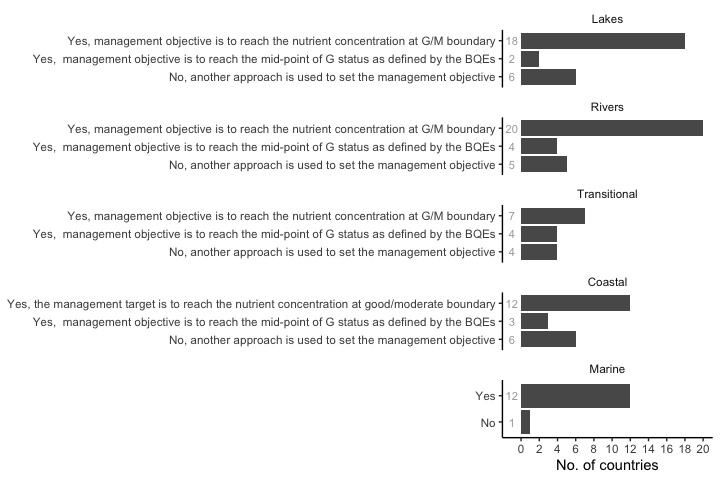 Lakes
Yes, management objective is to reach the nutrient concentration at G/M boundary 18
Yes,  management objective is to reach the mid-point of G status as defined by the BQEs 2
No, another approach is used to set the management objective 6
Rivers
Yes, management objective is to reach the nutrient concentration at G/M boundary 20
Yes,  management objective is to reach the mid-point of G status as defined by the BQEs 4
No, another approach is used to set the management objective 5
Transitional
Yes, management objective is to reach the nutrient concentration at G/M boundary 7
Yes,  management objective is to reach the mid-point of G status as defined by the BQEs 4
No, another approach is used to set the management objective 4
Coastal
Yes, the management target is to reach the nutrient concentration at good/moderate boundary 12
Yes,  management objective is to reach the mid-point of G status as defined by the BQEs 3
No, another approach is used to set the management objective 6
Marine
Yes 12
No 1
0 2 4 6 8 10 12 14 16 18 20
No. of countries